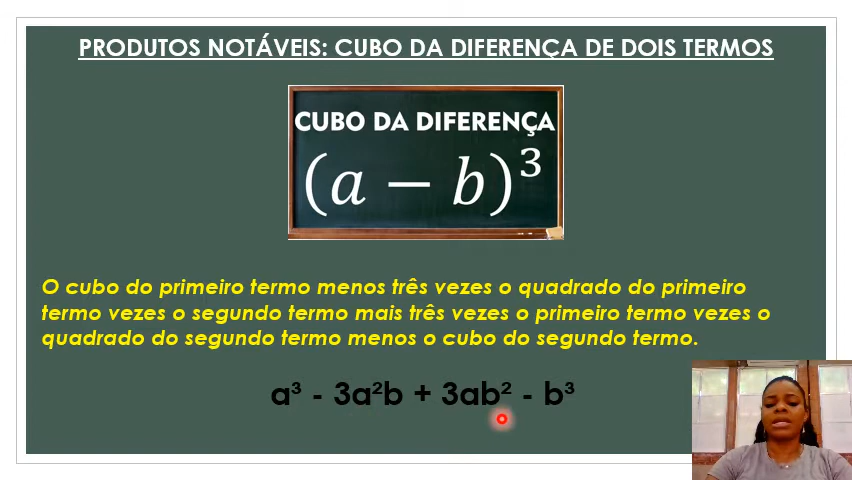 PRODUTOS NOTÁVEIS: CUBO DA DIFERENÇA DE DOIS TERMOS
CUBO DA DIFERENÇA
(a − b)³
O cubo do primeiro termo menos três vezes o quadrado do primeiro
termo vezes o segundo termo mais três vezes o primeiro termo vezes o
quadrado do segundo termo menos o cubo do segundo termo.
a³ - 3a²b + 3ab² - b³